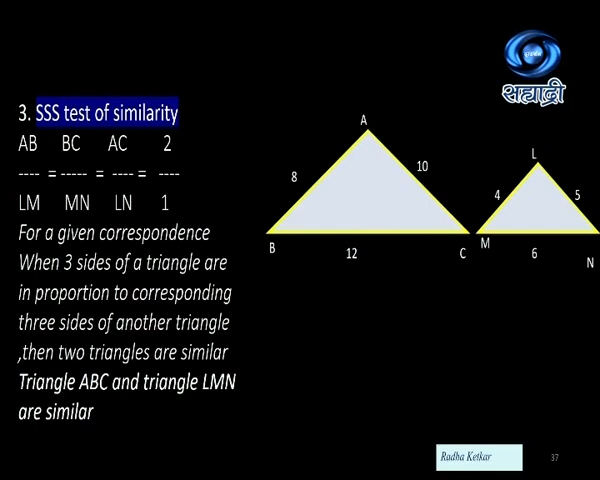 सह्याद्री
3. SSS test of similarity
AB BC AC 2
---- = ----- = ---- = ----
LM MN LN 1
For a given correspondence
When 3 sides of a triangle are
in proportion to corresponding
three sides of another triangle
,then two triangles are similar
Triangle ABC and triangle LMN
are similar
A
8 10
B 12 C
L
4 5
M 6 N
Radha Ketkar
37